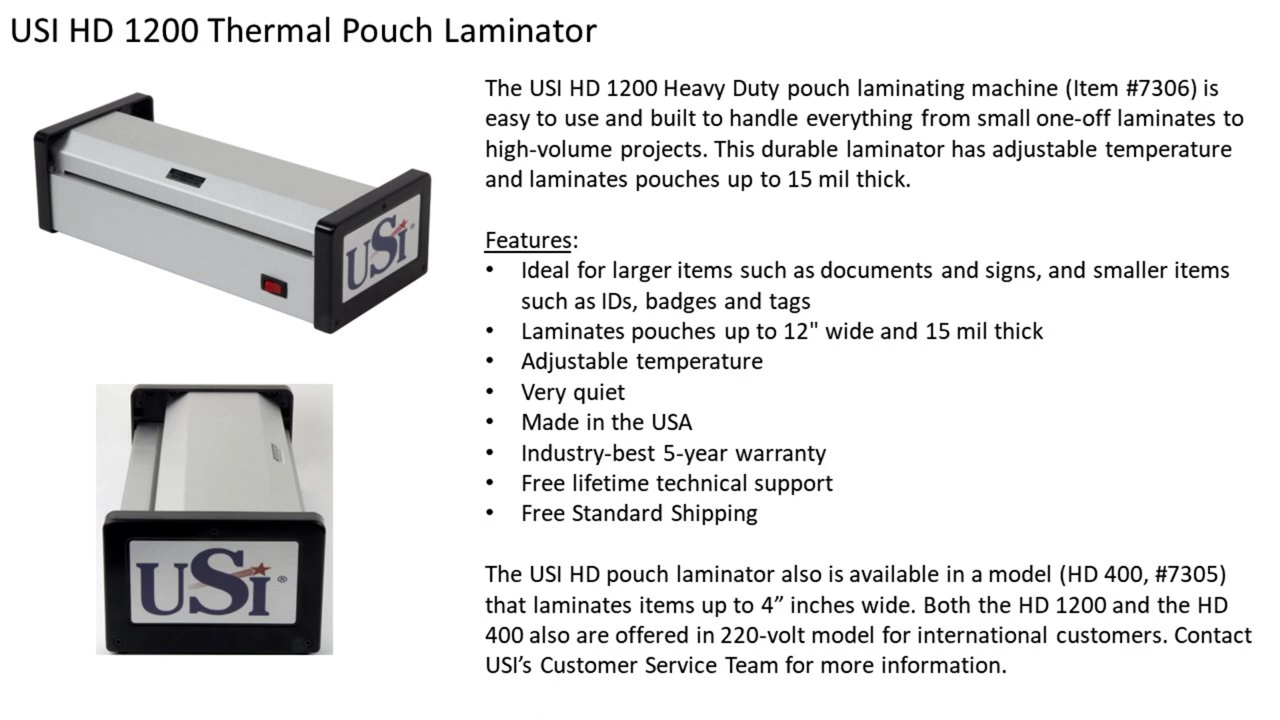 USI HD 1200 Thermal Pouch Laminator
The USI HD 1200 Heavy Duty pouch laminating machine (Item #7306) is
easy to use and built to handle everything from small one-off laminates to
high-volume projects. This durable laminator has adjustable temperature
and laminates pouches up to 15 mil thick.
Features:
• Ideal for larger items such as documents and signs, and smaller items
such as IDs, badges and tags
• Laminates pouches up to 12" wide and 15 mil thick
• Adjustable temperature
• Very quiet
• Made in the USA
• Industry-best 5-year warranty
• Free lifetime technical support
• Free Standard Shipping
The USI HD pouch laminator also is available in a model (HD 400, #7305)
that laminates items up to 4” inches wide. Both the HD 1200 and the HD
400 also are offered in 220-volt model for international customers. Contact
USI’s Customer Service Team for more information.
USi
USi®